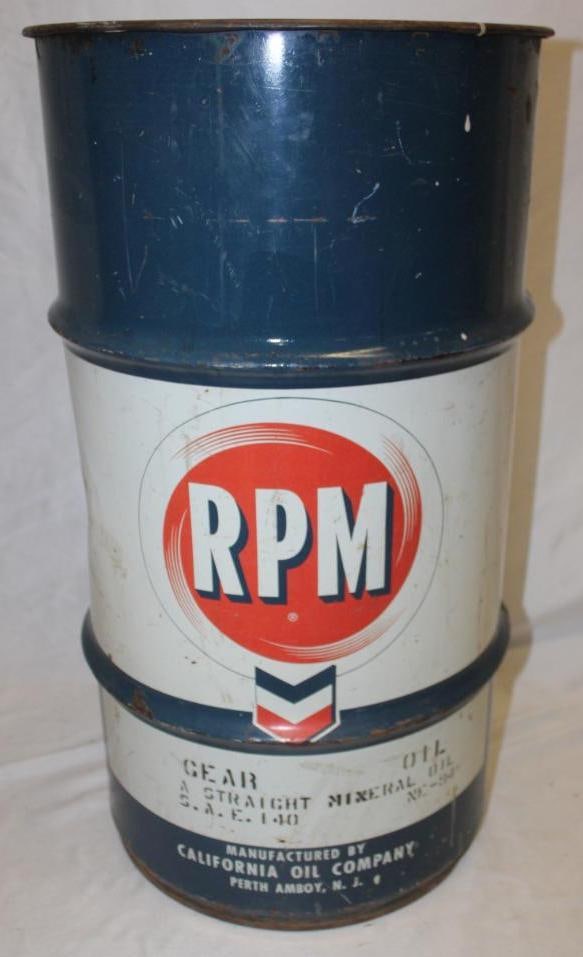 RPM
®
GEAR OIL
A STRAIGHT MINERAL OIL
S.A.E. 140
MANUFACTURED BY
CALIFORNIA OIL COMPANY
PERTH AMBOY, N. J.